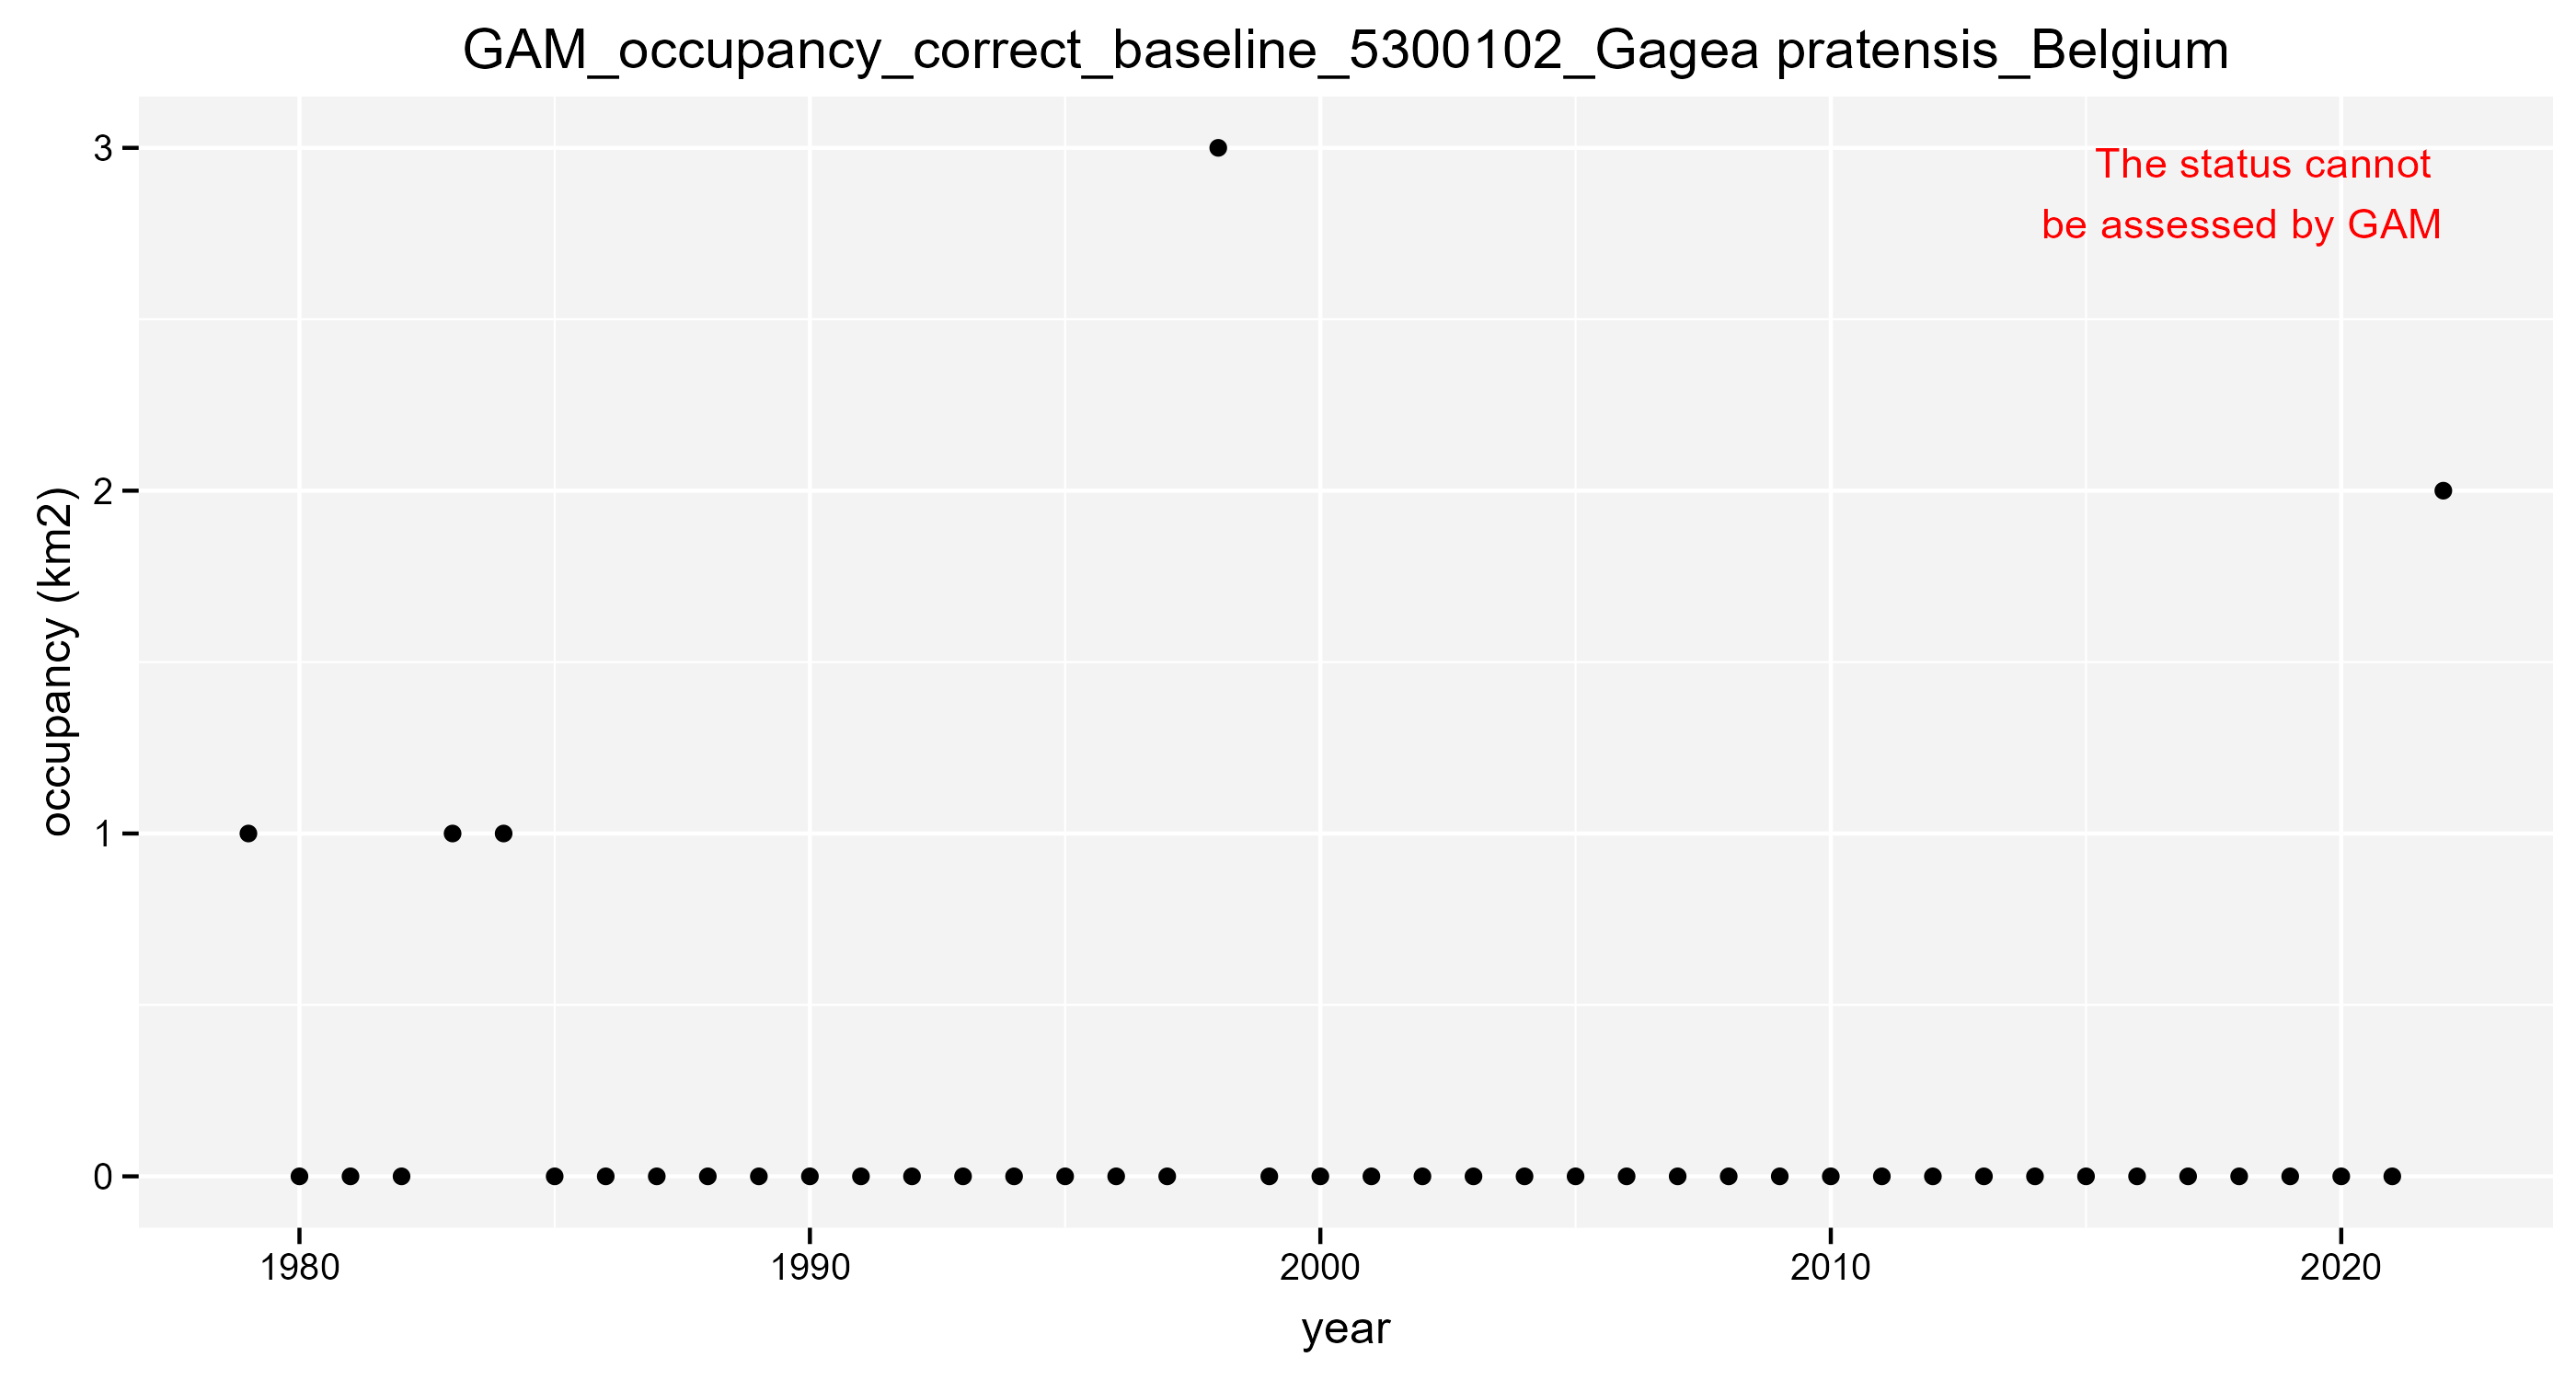 GAM_occupancy_correct_baseline_5300102_Gagea pratensis_Belgium
The status cannot
be assessed by GAM
occupancy (km2)
3
2
1
0
1980 1990 2000 2010 2020
year